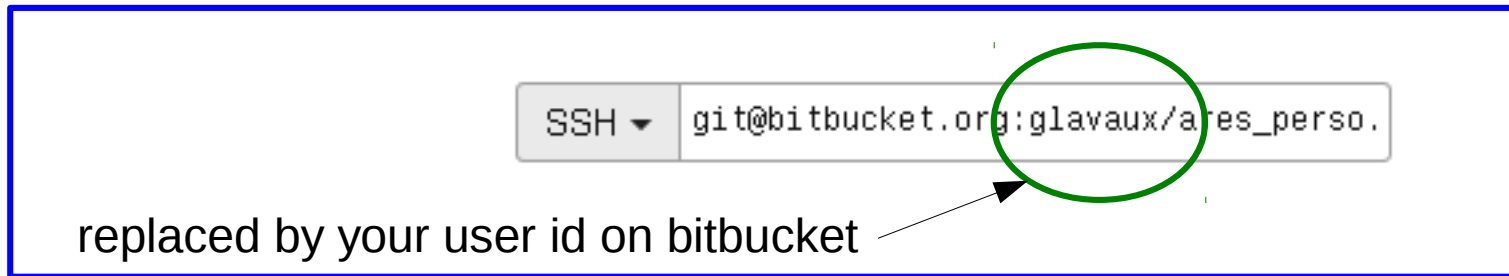 SSH git@bitbucket.org:glavaux/ares_perso.
replaced by your user id on bitbucket